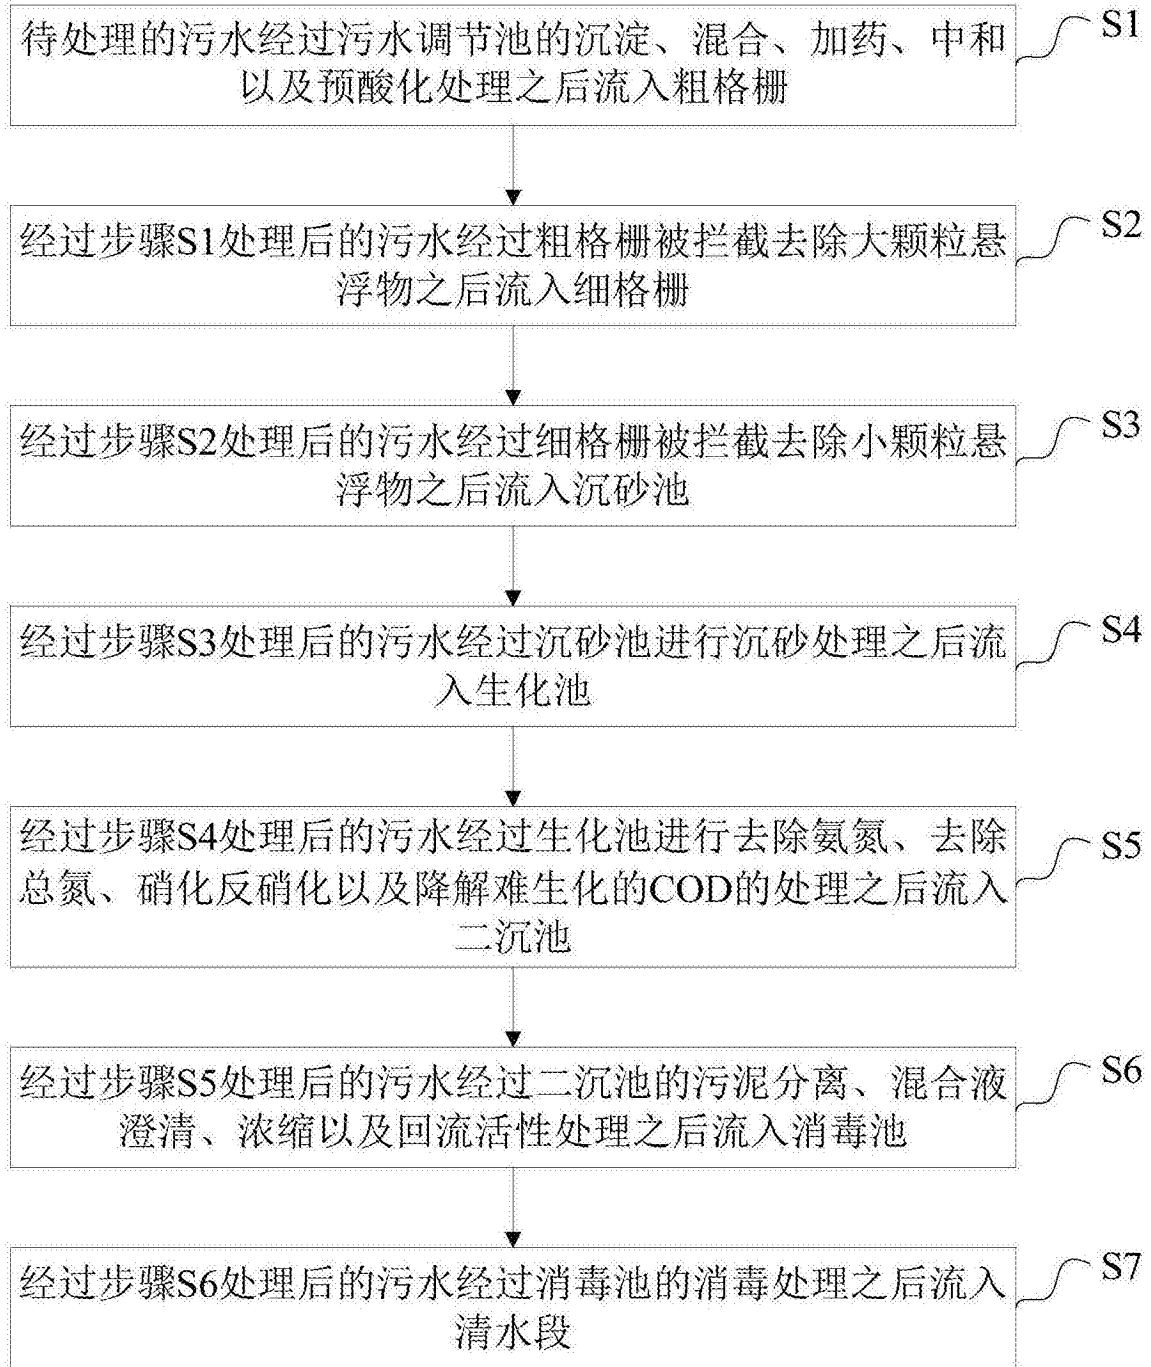 待处理的污水经过污水调节池的沉淀、混合、加药、中和
以及预酸化处理之后流入粗格栅
S1
经过步骤S1处理后的污水经过粗格栅被拦截去除大颗粒悬
浮物之后流入细格栅
S2
经过步骤S2处理后的污水经过细格栅被拦截去除小颗粒悬
浮物之后流入沉砂池
S3
经过步骤S3处理后的污水经过沉砂池进行沉砂处理之后流
入生化池
S4
经过步骤S4处理后的污水经过生化池进行去除氨氮、去除
总氮、硝化反硝化以及降解难生化的COD的处理之后流入
二沉池
S5
经过步骤S5处理后的污水经过二沉池的污泥分离、混合液
澄清、浓缩以及回流活性处理之后流入消毒池
S6
经过步骤S6处理后的污水经过消毒池的消毒处理之后流入
清水段
S7